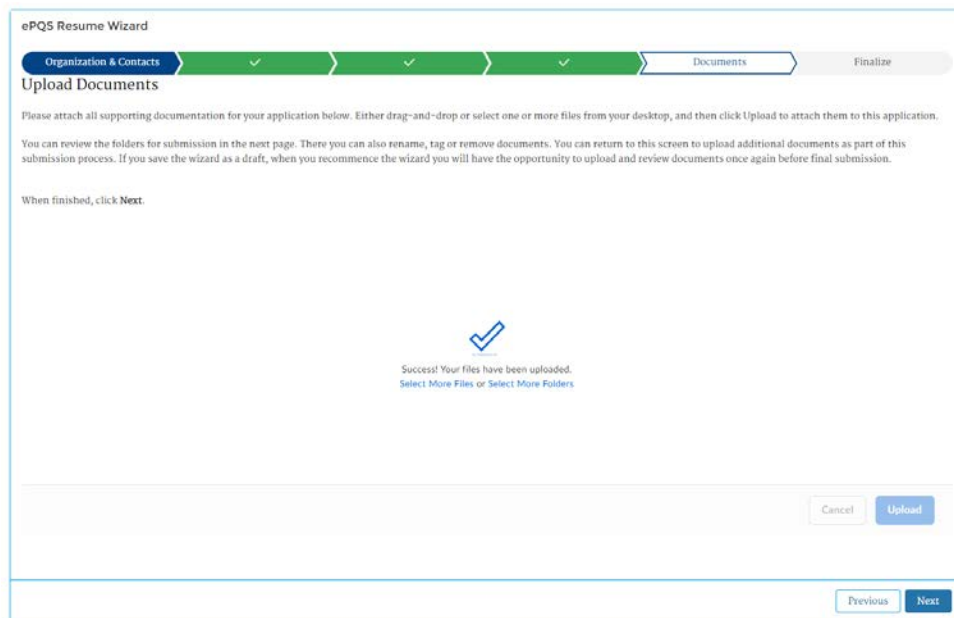 ePQS Resume Wizard
Organization & Contacts
Documents
Finalize
Upload Documents
Please attach all supporting documentation for your application below. Either drag-and-drop or select one or more files from your desktop, and then click Upload to attach them to this application.
You can review the folders for submission in the next page. There you can also rename, tag or remove documents. You can return to this screen to upload additional documents as part of this
submission process. If you save the wizard as a draft, when you recommence the wizard you will have the opportunity to upload and review documents once again before final submission.
When finished, click Next.
Success! Your files have been uploaded.
Select More Files or Select More Folders
Cancel
Upload
Previous
Next